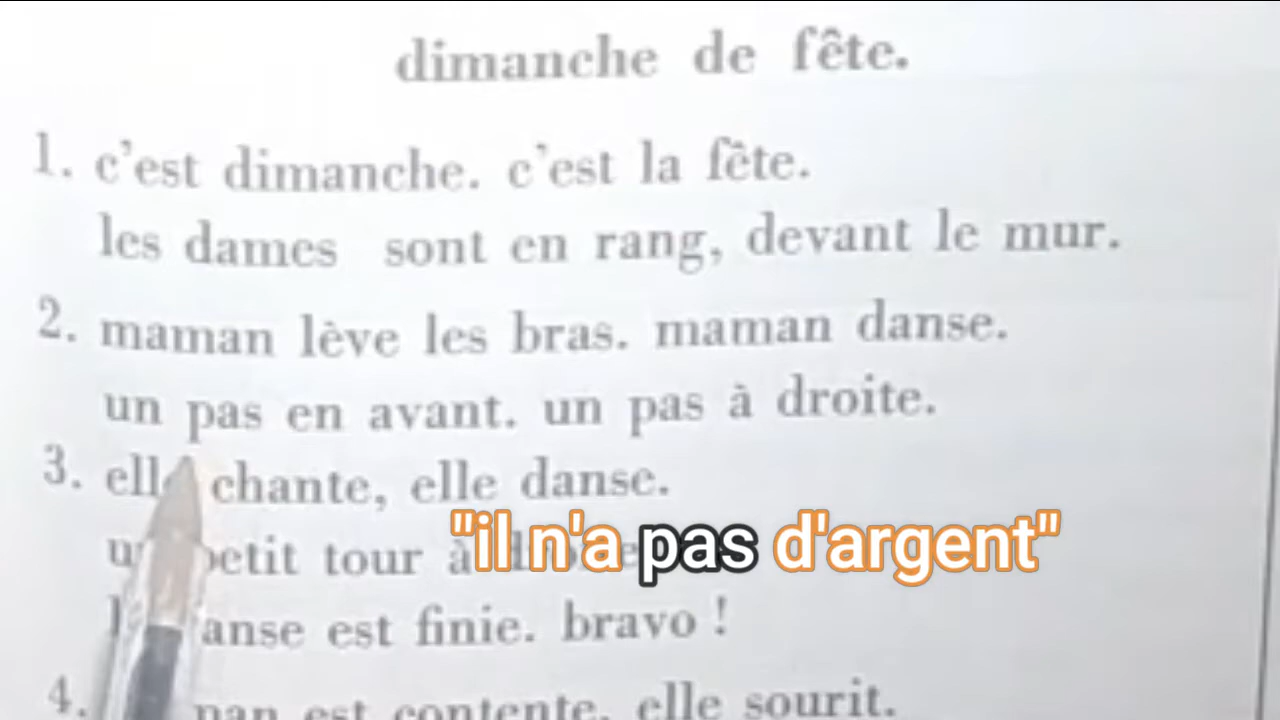 dimanche de fête.
1. c'est dimanche. c'est la fête.
les dames sont en rang, devant le mur.
2. maman lève les bras. maman danse.
un pas en avant. un pas à droite.
3. elle chante, elle danse.
petit tour à
"il n'a pas d'argent"
est finie. bravo !
4. est contente. elle sourit.